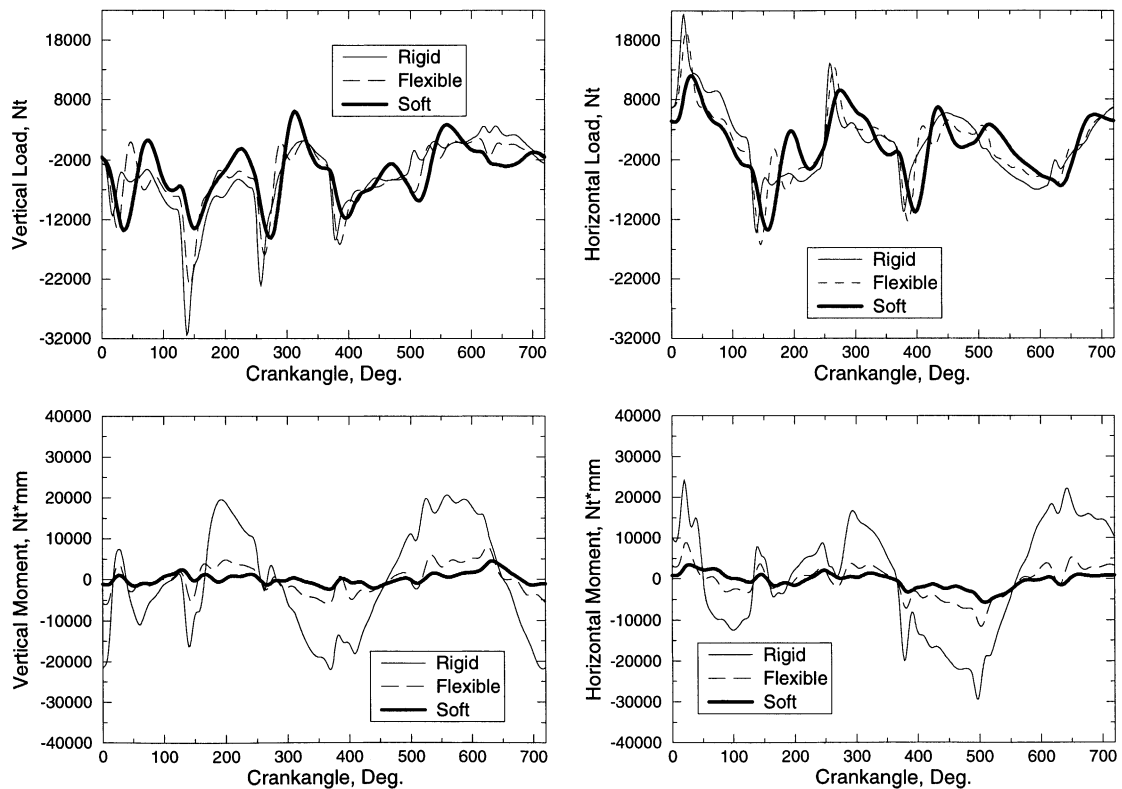 18000
8000
-2000
-12000
-22000
-32000
Vertical Load, Nt
Rigid
Flexible
Soft
0 100 200 300 400 500 600 700
Crankangle, Deg.
18000
8000
-2000
-12000
-22000
-32000
Horizontal Load, Nt
Rigid
Flexible
Soft
0 100 200 300 400 500 600 700
Crankangle, Deg.
40000
30000
20000
10000
0
-10000
-20000
-30000
-40000
Vertical Moment, Nt*mm
Rigid
Flexible
Soft
0 100 200 300 400 500 600 700
Crankangle, Deg.
40000
30000
20000
10000
0
-10000
-20000
-30000
-40000
Horizontal Moment, Nt*mm
Rigid
Flexible
Soft
0 100 200 300 400 500 600 700
Crankangle, Deg.